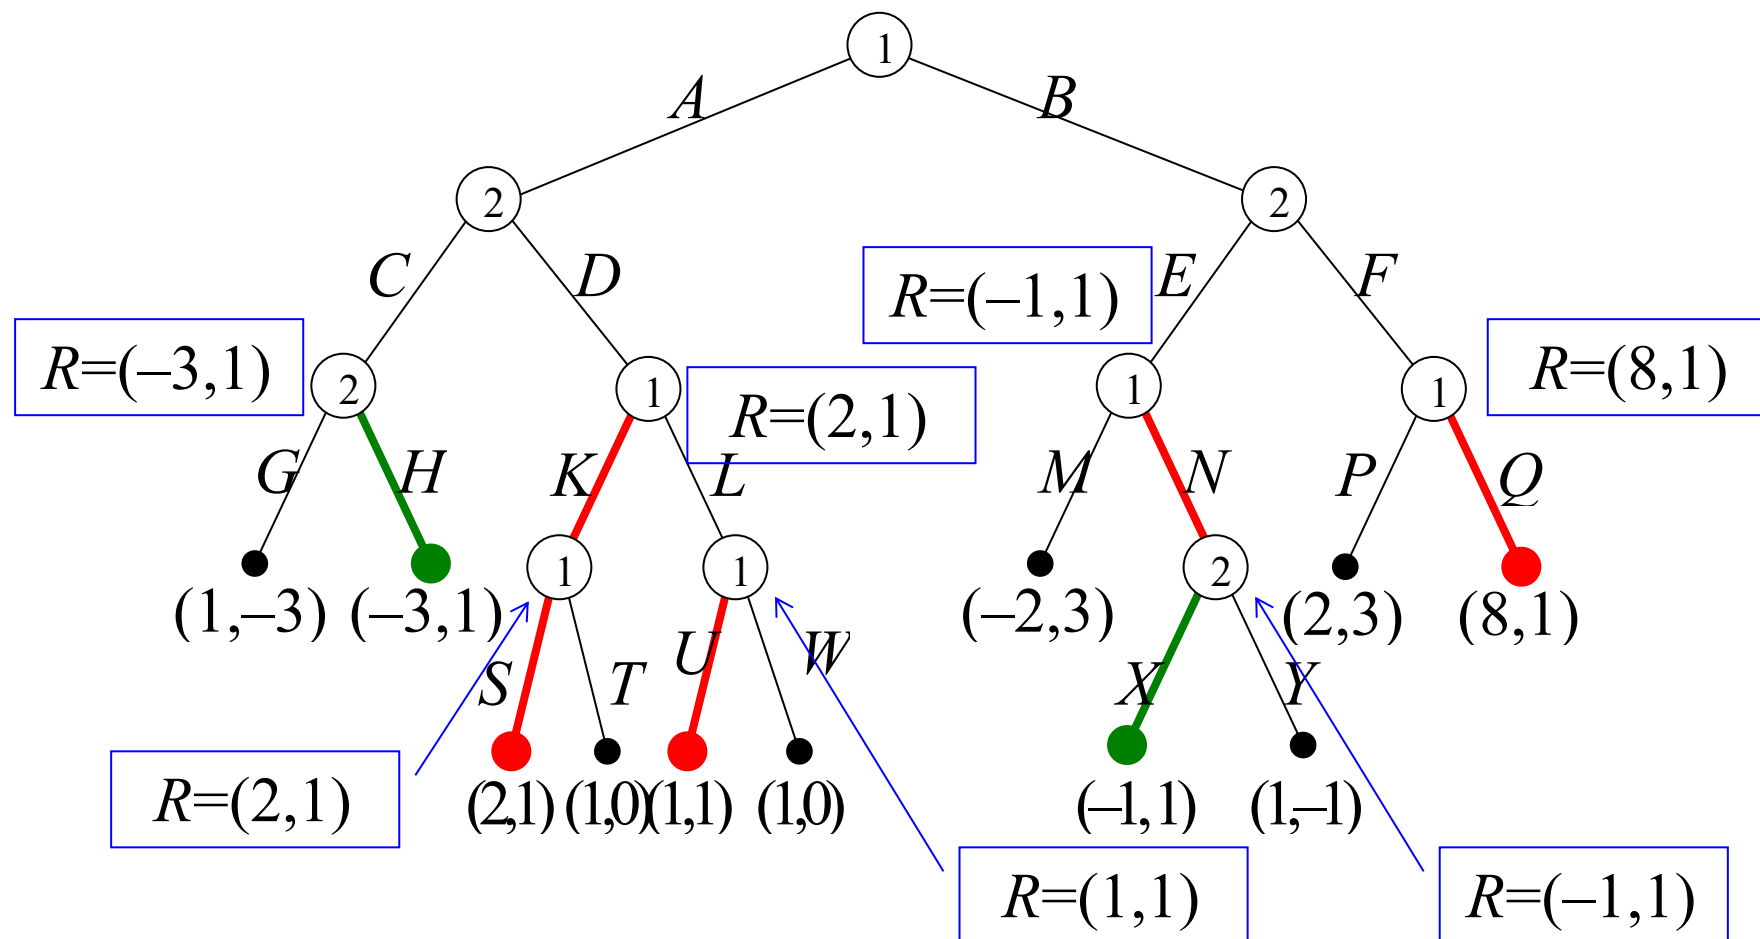 1
A B
2 2
C D E F
R=(–1,1)
R=(–3,1) R=(8,1)
2 1 1 1
R=(2,1)
G H K L M N P Q
1 1 2
(1,–3) (–3,1) (–2,3) (2,3) (8,1)
S T U W X Y
(2,1) (1,0) (1,1) (1,0) (–1,1) (1,–1)
R=(2,1)
R=(1,1) R=(–1,1)